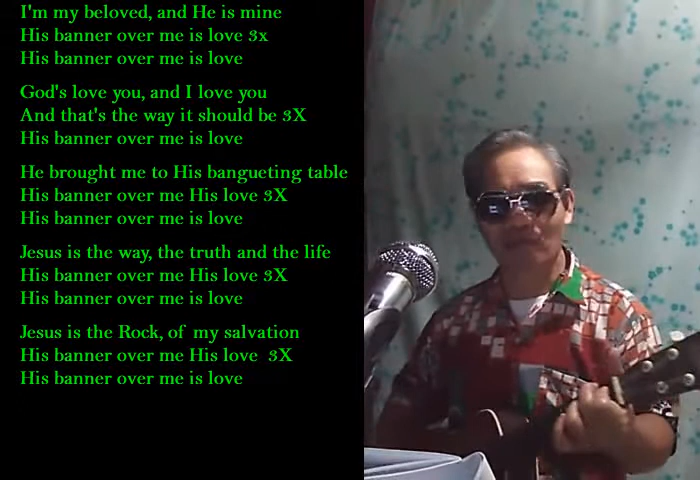 I'm my beloved, and He is mine
His banner over me is love 3x
His banner over me is love
God's love you, and I love you
And that's the way it should be 3X
His banner over me is love
He brought me to His bangueting table
His banner over me His love 3X
His banner over me is love
Jesus is the way, the truth and the life
His banner over me His love 3X
His banner over me is love
Jesus is the Rock, of my salvation
His banner over me His love 3X
His banner over me is love